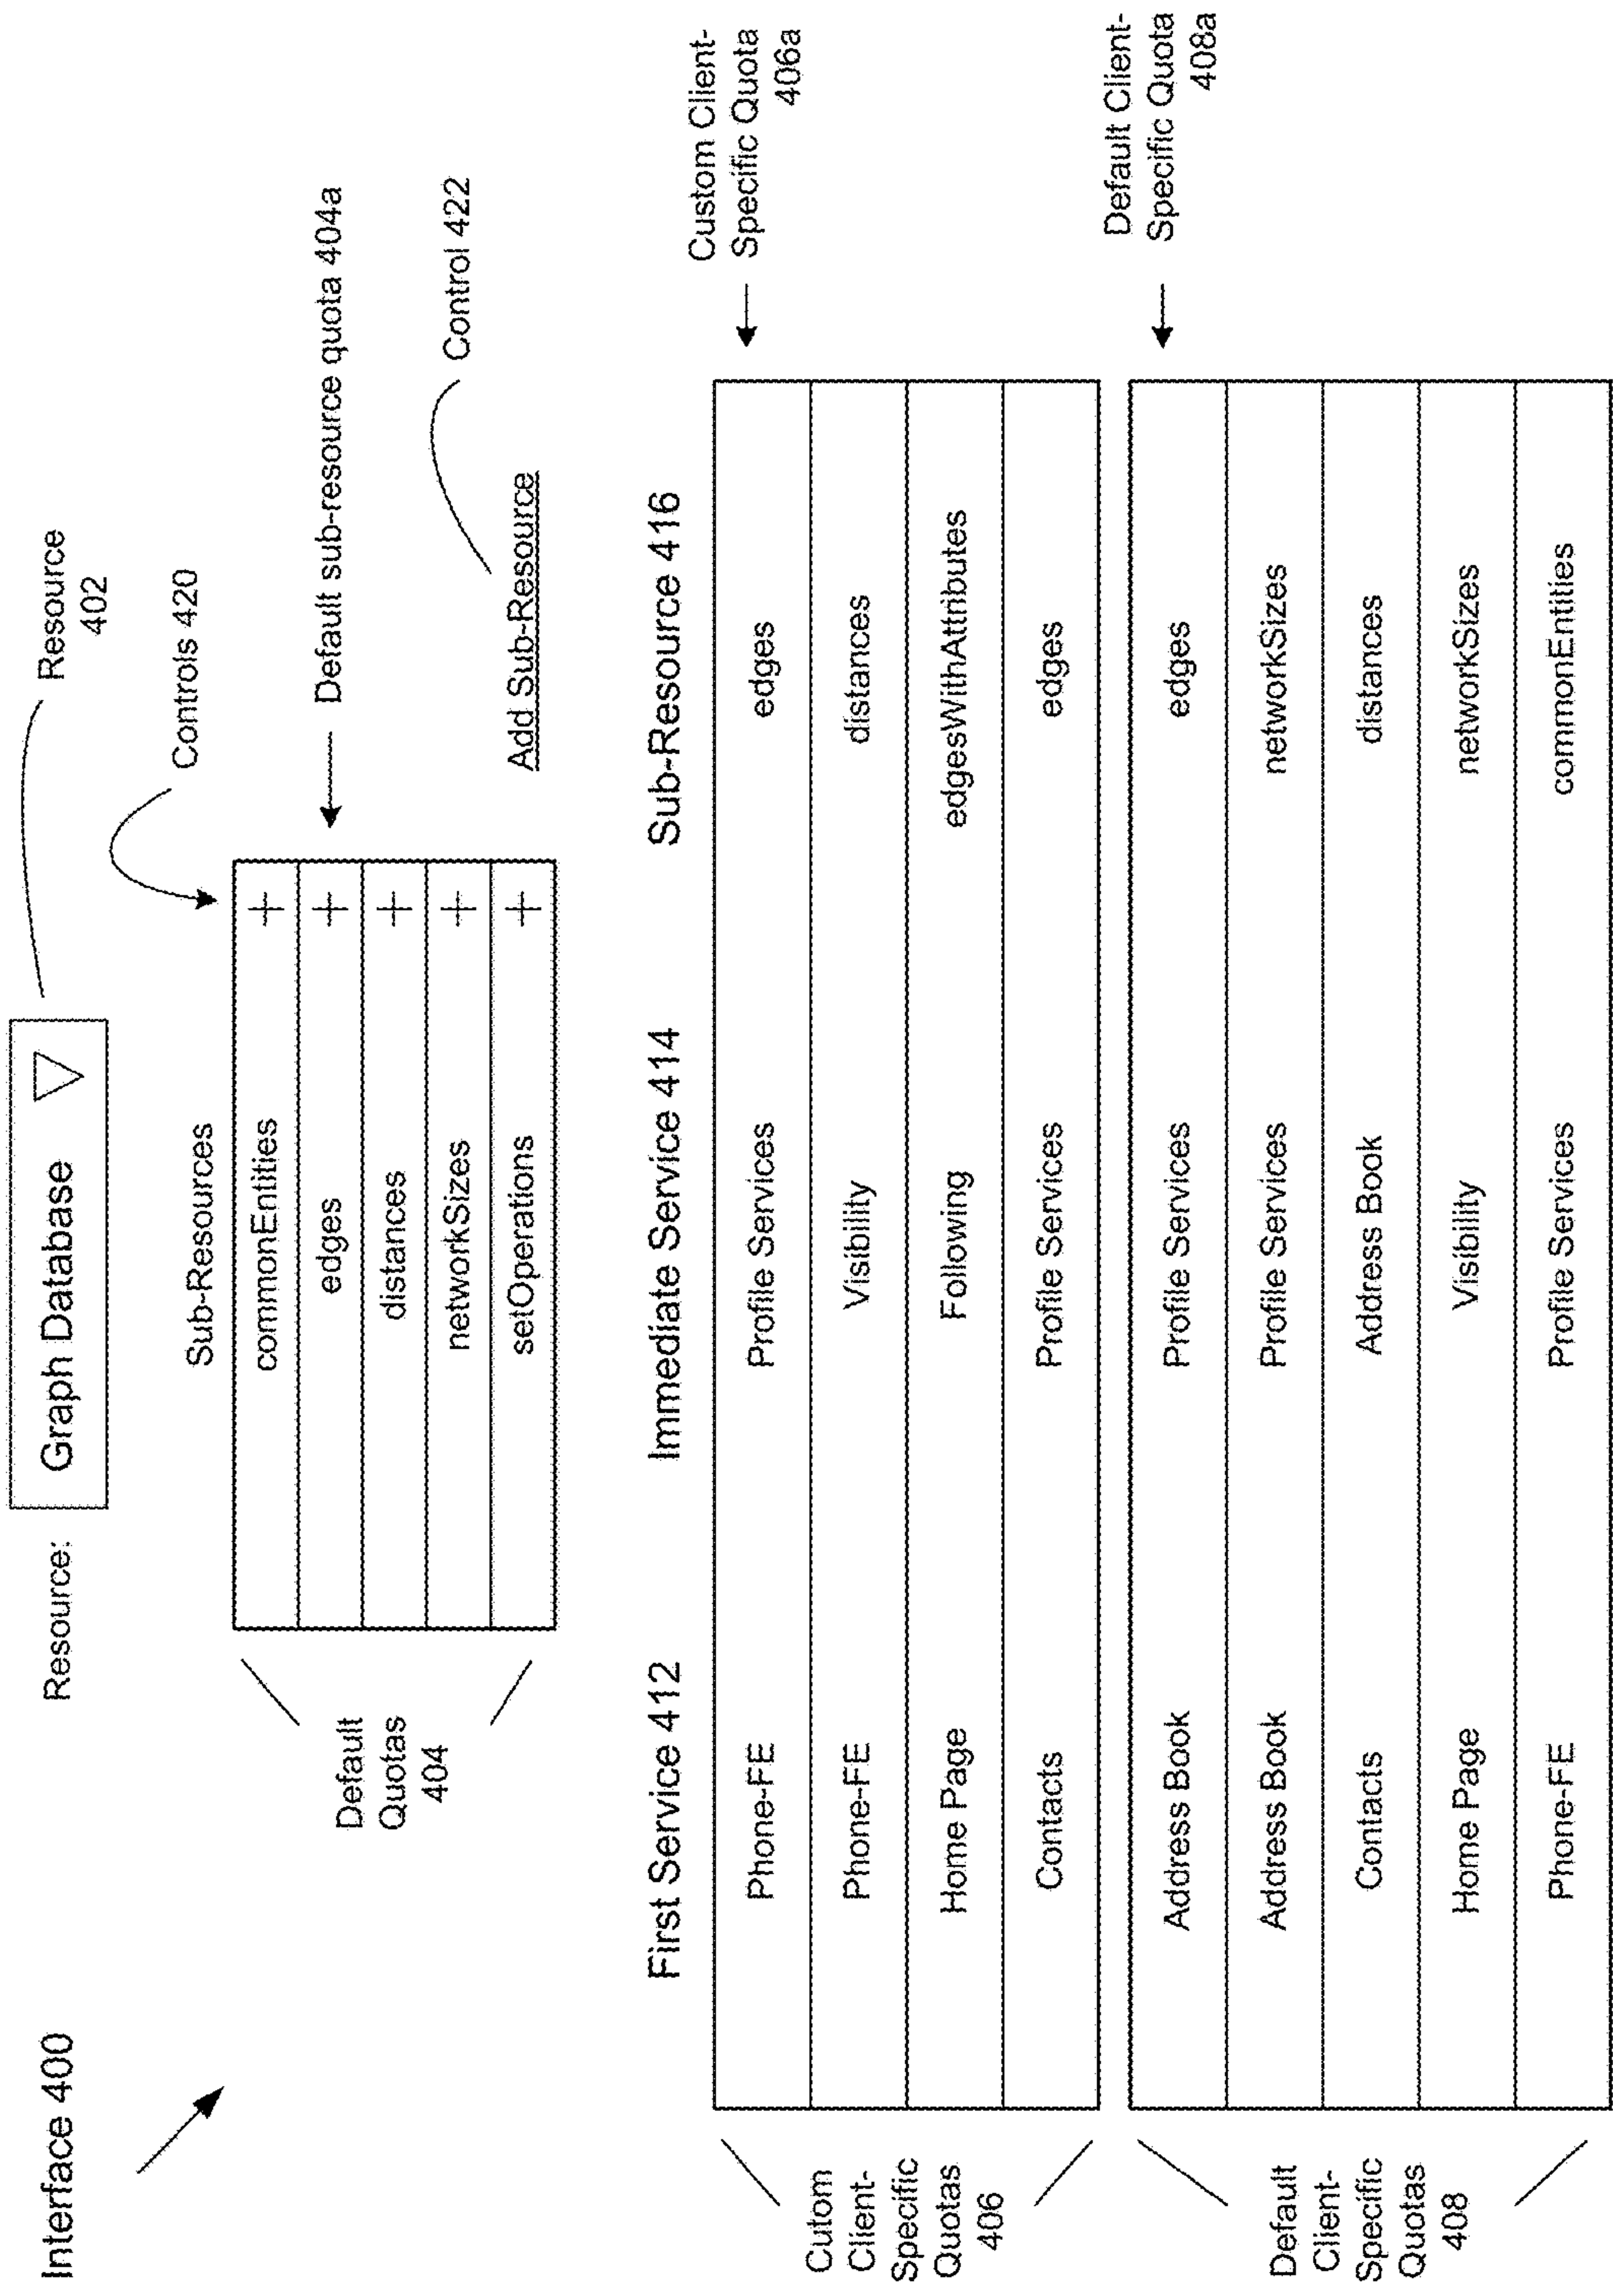 Interface 400
Resource:
Graph Database
Resource
402
Controls 420
Sub-Resources
commonEntities +
edges +
distances +
networkSizes +
setOperations +
Default
Quotas
404
Default sub-resource quota 404a
Add Sub-Resource
Control 422
First Service 412
Immediate Service 414
Sub-Resource 416
Phone-FE
Profile Services
edges
Phone-FE
Visibility
distances
Home Page
Following
edgesWithAttributes
Contacts
Profile Services
edges
Cutom
Client-
Specific
Quotas
406
Custom Client-
Specific Quota
406a
Address Book
Profile Services
edges
Address Book
Profile Services
networkSizes
Contacts
Address Book
distances
Home Page
Visibility
networkSizes
Phone-FE
Profile Services
commonEntities
Default
Client-
Specific
Quotas
408
Default Client-
Specific Quota
408a